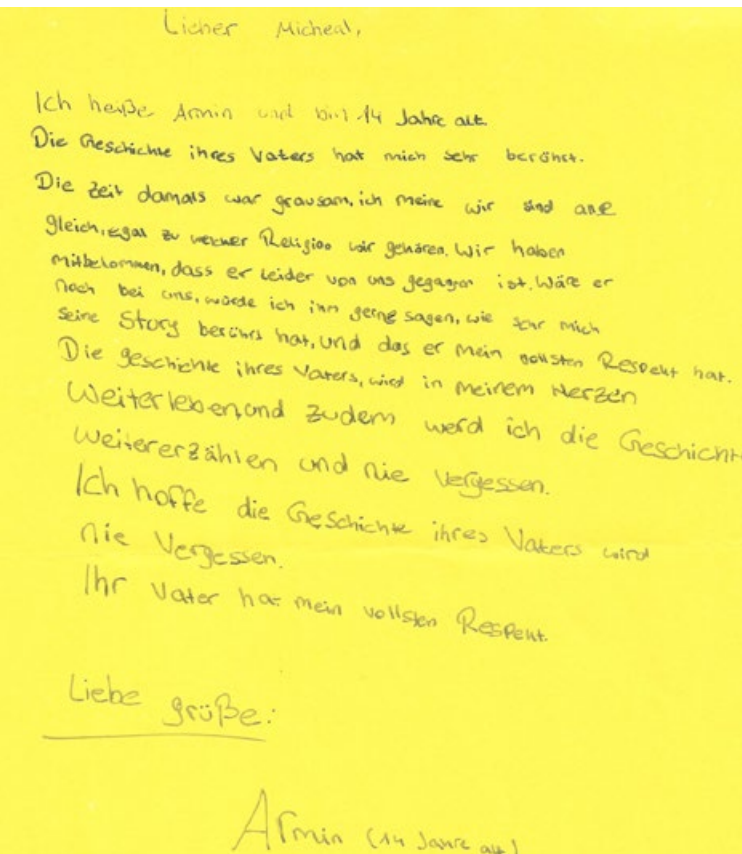 Lieber Micheal,
Ich heiße Armin und bin 14 Jahre alt.
Die Geschichte ihres Vaters hat mich sehr berührt.
Die Zeit damals war grausam, ich meine wir sind alle
gleich, egal zu welcher Religion wir gehören. Wir haben
mitbekommen, dass er leider von uns gegagen ist. Wäre er
noch bei uns, würde ich ihm gerne sagen, wie sehr mich
seine Story berührt hat, und das er mein vollsten Respekt hat.
Die geschichte ihres Vaters, wird in meinem Herzen
Weiterleben, und zudem werd ich die Geschichte
weitererzählen und nie vergessen.
Ich hoffe die Geschichte ihres Vaters wird
nie Vergessen.
Ihr Vater hat mein vollsten Respekt.
Liebe grüße:
Armin (14 Jahre alt)